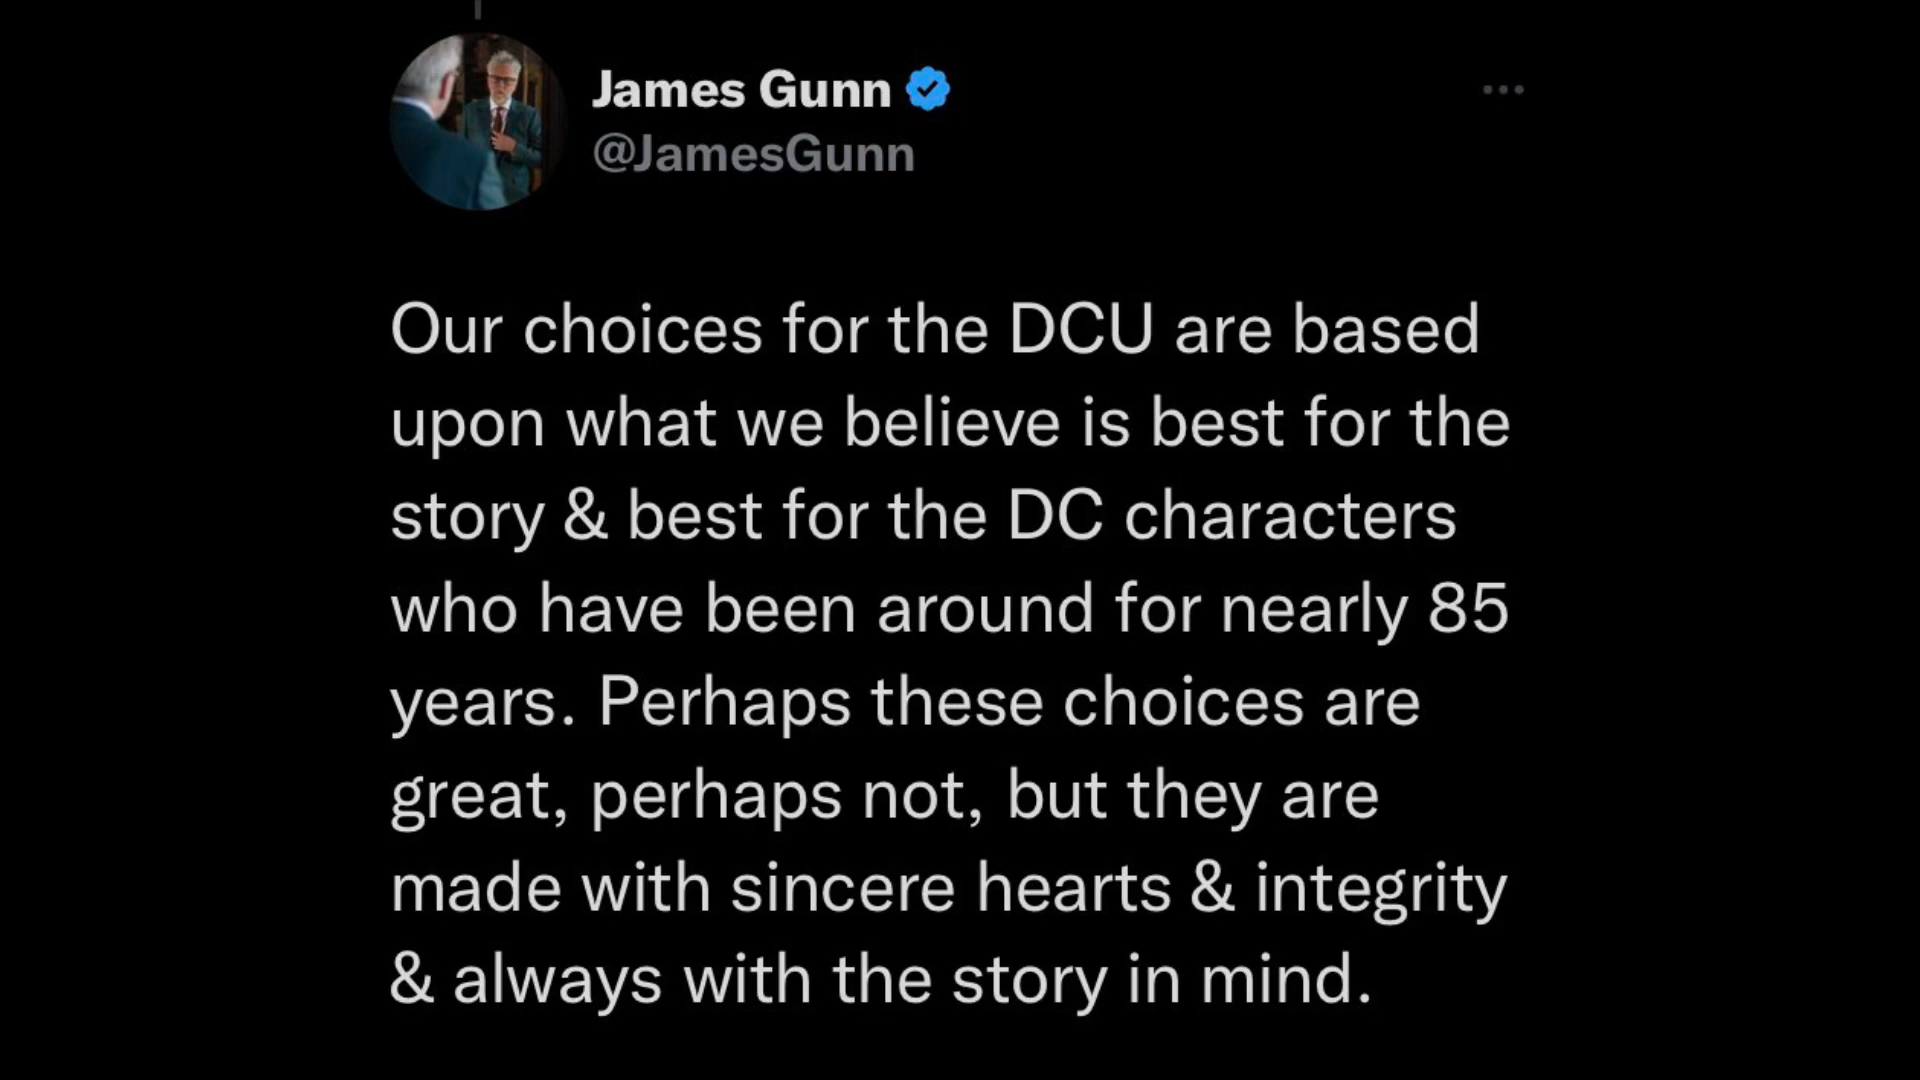 James Gunn
@JamesGunn
Our choices for the DCU are based
upon what we believe is best for the
story & best for the DC characters
who have been around for nearly 85
years. Perhaps these choices are
great, perhaps not, but they are
made with sincere hearts & integrity
& always with the story in mind.